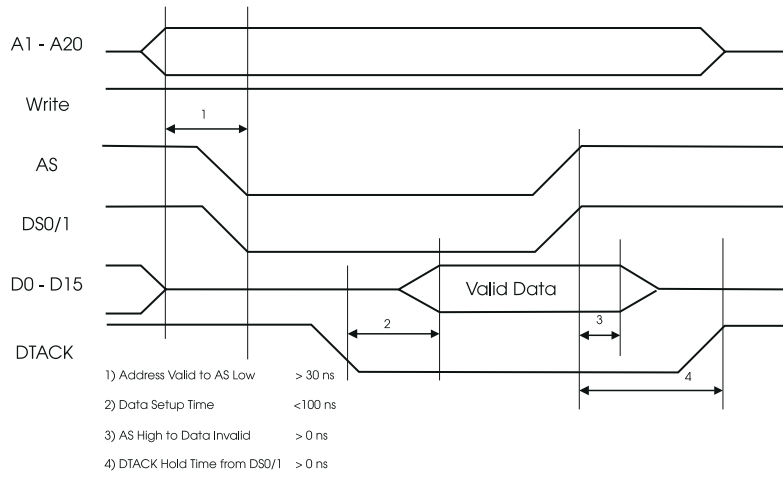 A1 - A20
Write
1
AS
DS0/1
D0 - D15
Valid Data
2
3
DTACK
4
1) Address Valid to AS Low > 30 ns
2) Data Setup Time <100 ns
3) AS High to Data Invalid > 0 ns
4) DTACK Hold Time from DS0/1 > 0 ns